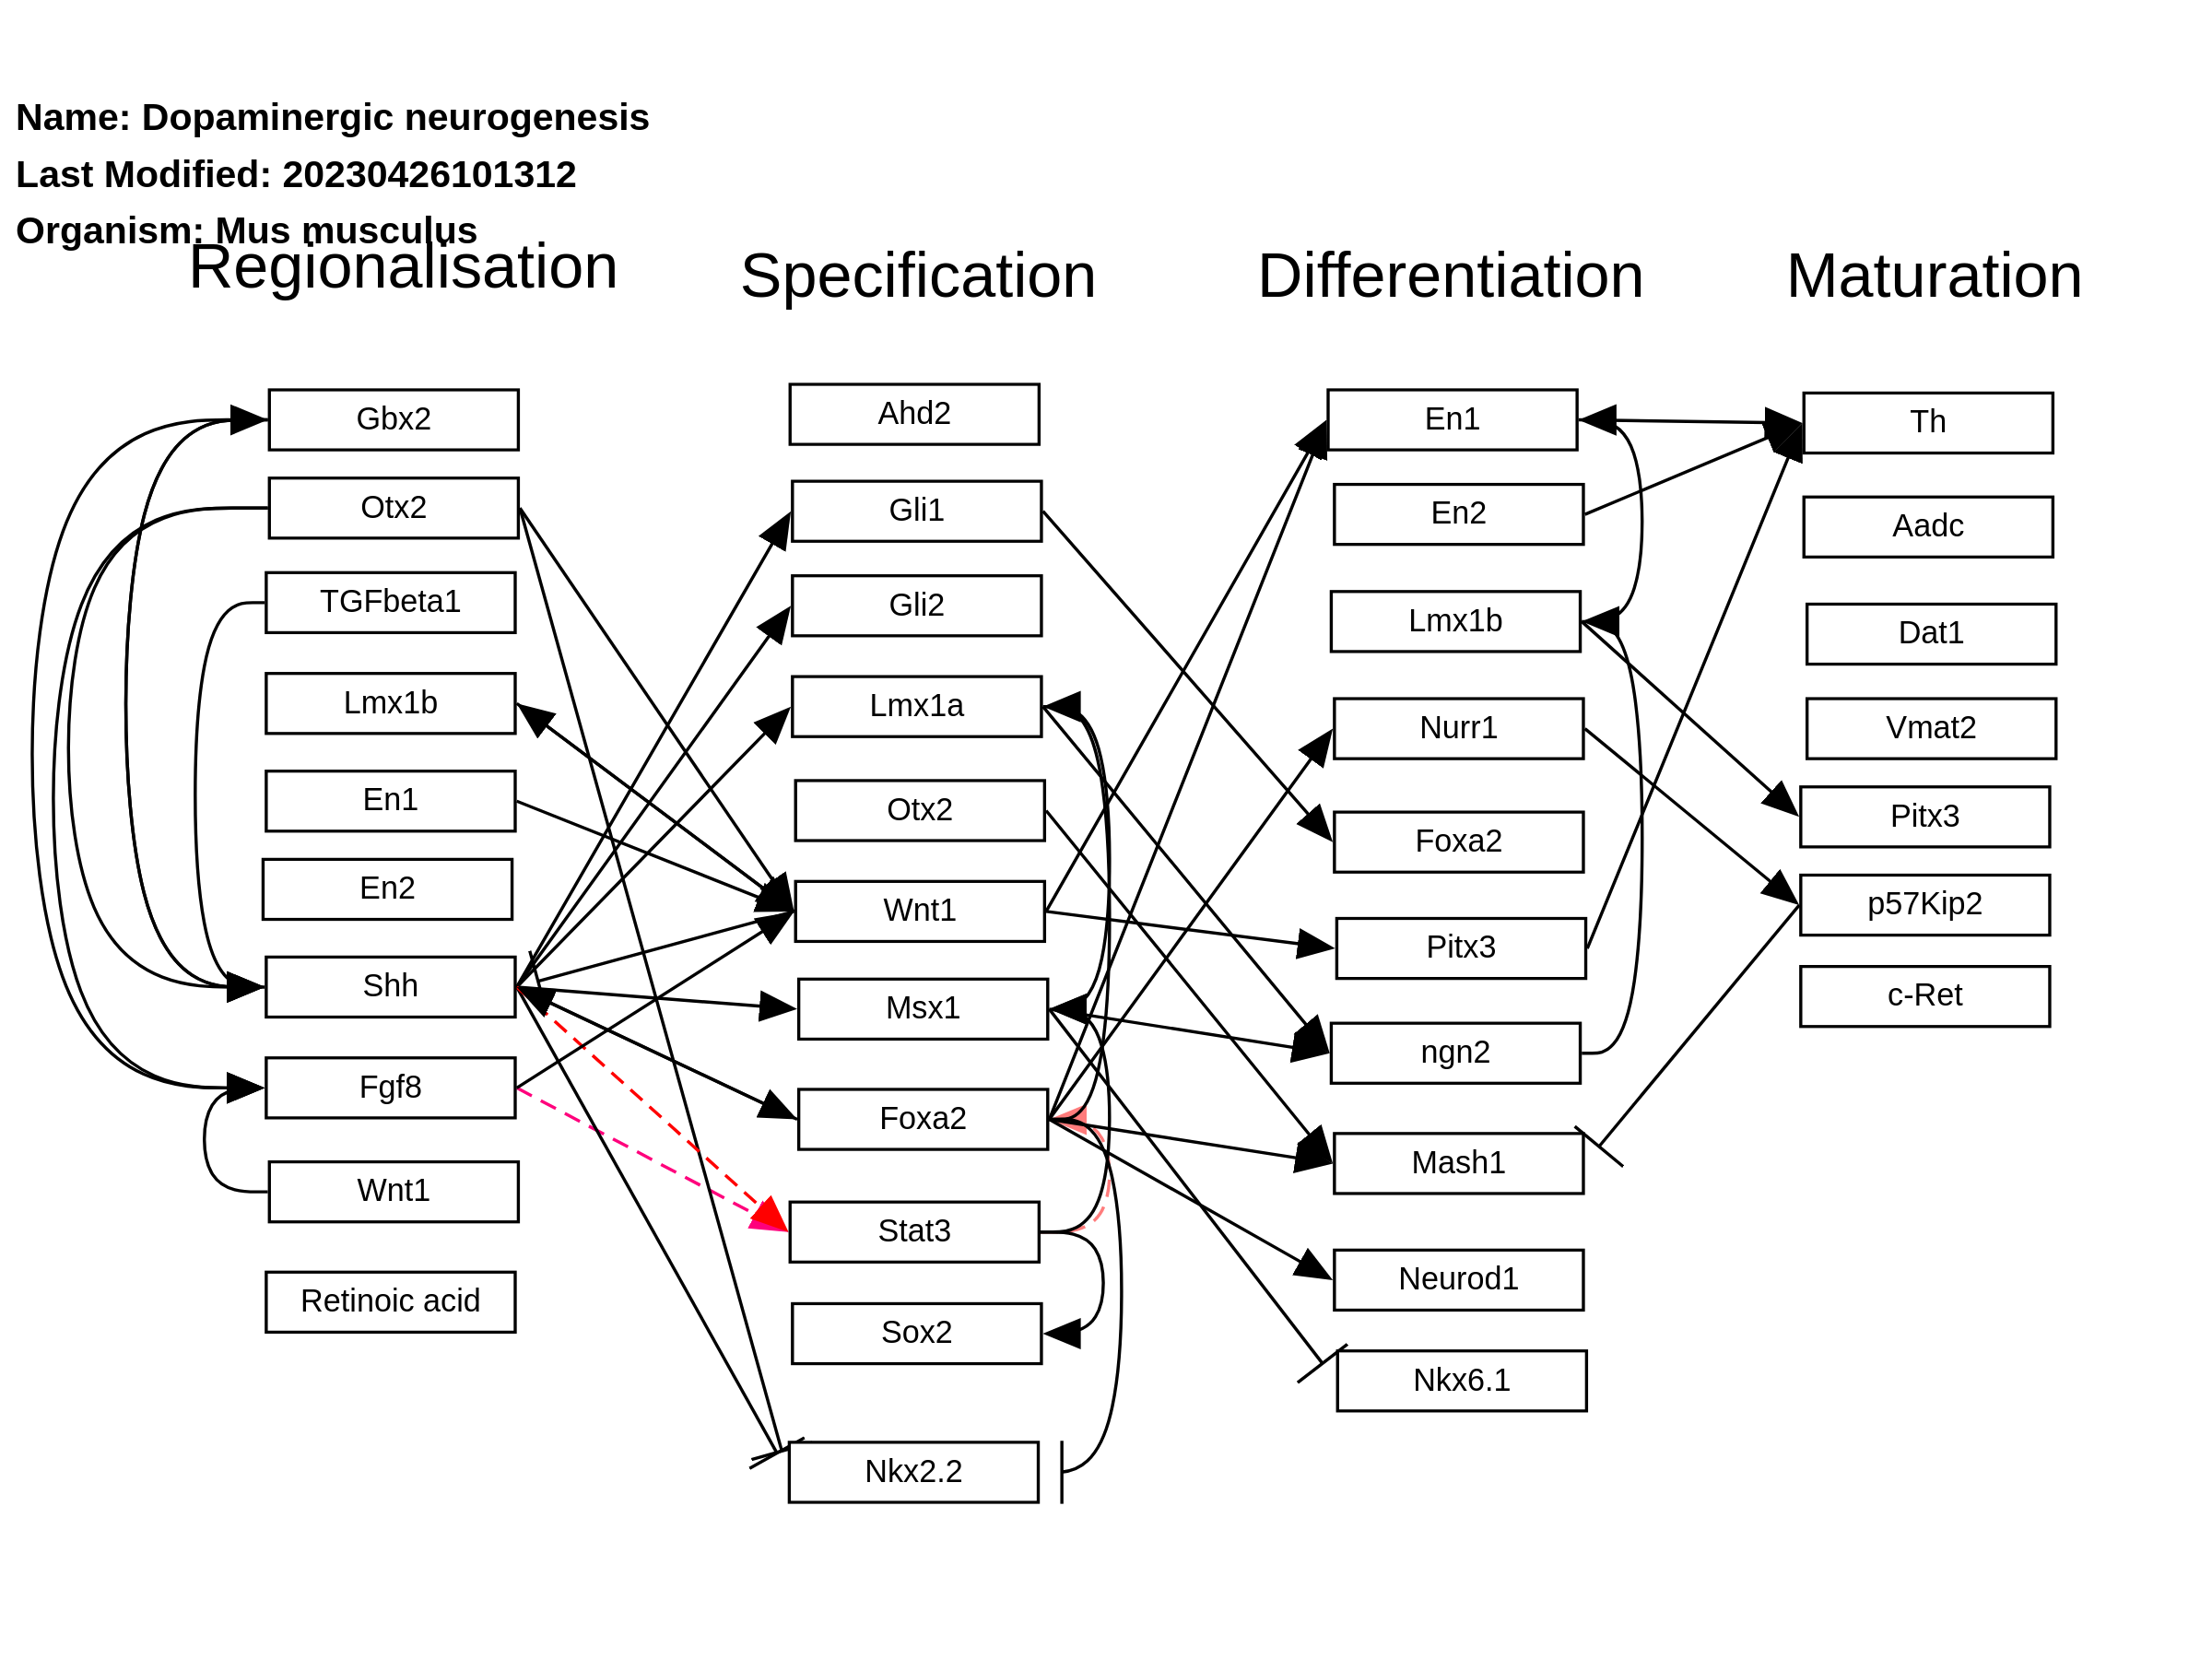 Name: Dopaminergic neurogenesis
Last Modified: 20230426101312
Organism: Mus musculus
Regionalisation
Specification
Differentiation
Maturation
Gbx2
Otx2
TGFbeta1
Lmx1b
En1
En2
Shh
Fgf8
Wnt1
Retinoic acid
Ahd2
Gli1
Gli2
Lmx1a
Otx2
Wnt1
Msx1
Foxa2
Stat3
Sox2
Nkx2.2
En1
En2
Lmx1b
Nurr1
Foxa2
Pitx3
ngn2
Mash1
Neurod1
Nkx6.1
Th
Aadc
Dat1
Vmat2
Pitx3
p57Kip2
c-Ret